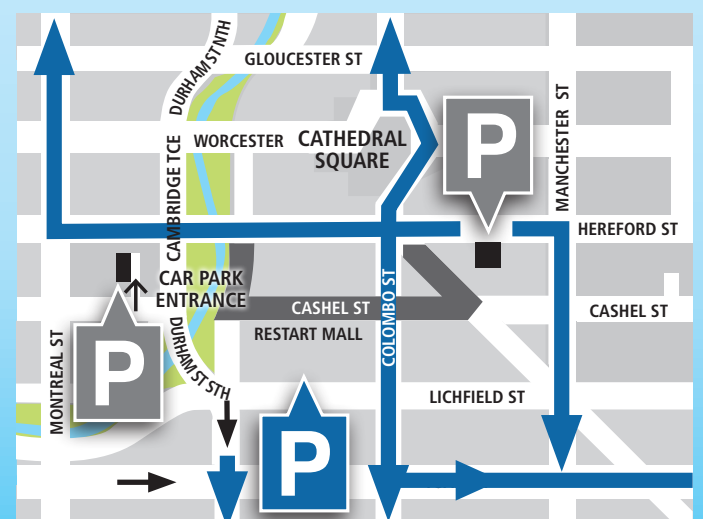 DURHAM ST NTH
GLOUCESTER ST
MANCHESTER ST
P
WORCESTER
CATHEDRAL
SQUARE
CAMBRIDGE TCE
HEREFORD ST
CAR PARK
ENTRANCE
COLOMBO ST
CASHEL ST
CASHEL ST
RESTART MALL
DURHAM ST STH
MONTREAL ST
P
LICHFIELD ST
P